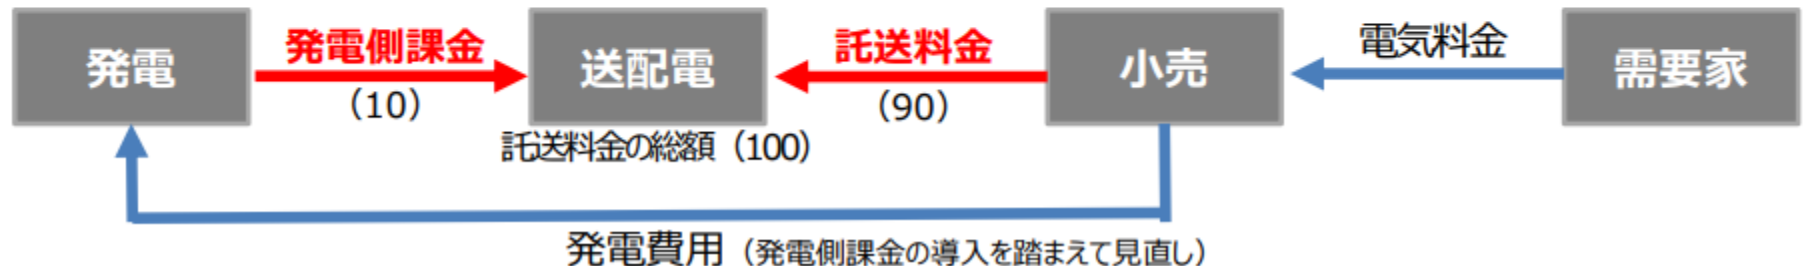 発電
発電側課金
（10）
送配電
託送料金の総額（100）
託送料金
（90）
小売
電気料金
需要家
発電費用（発電側課金の導入を踏まえて見直し）